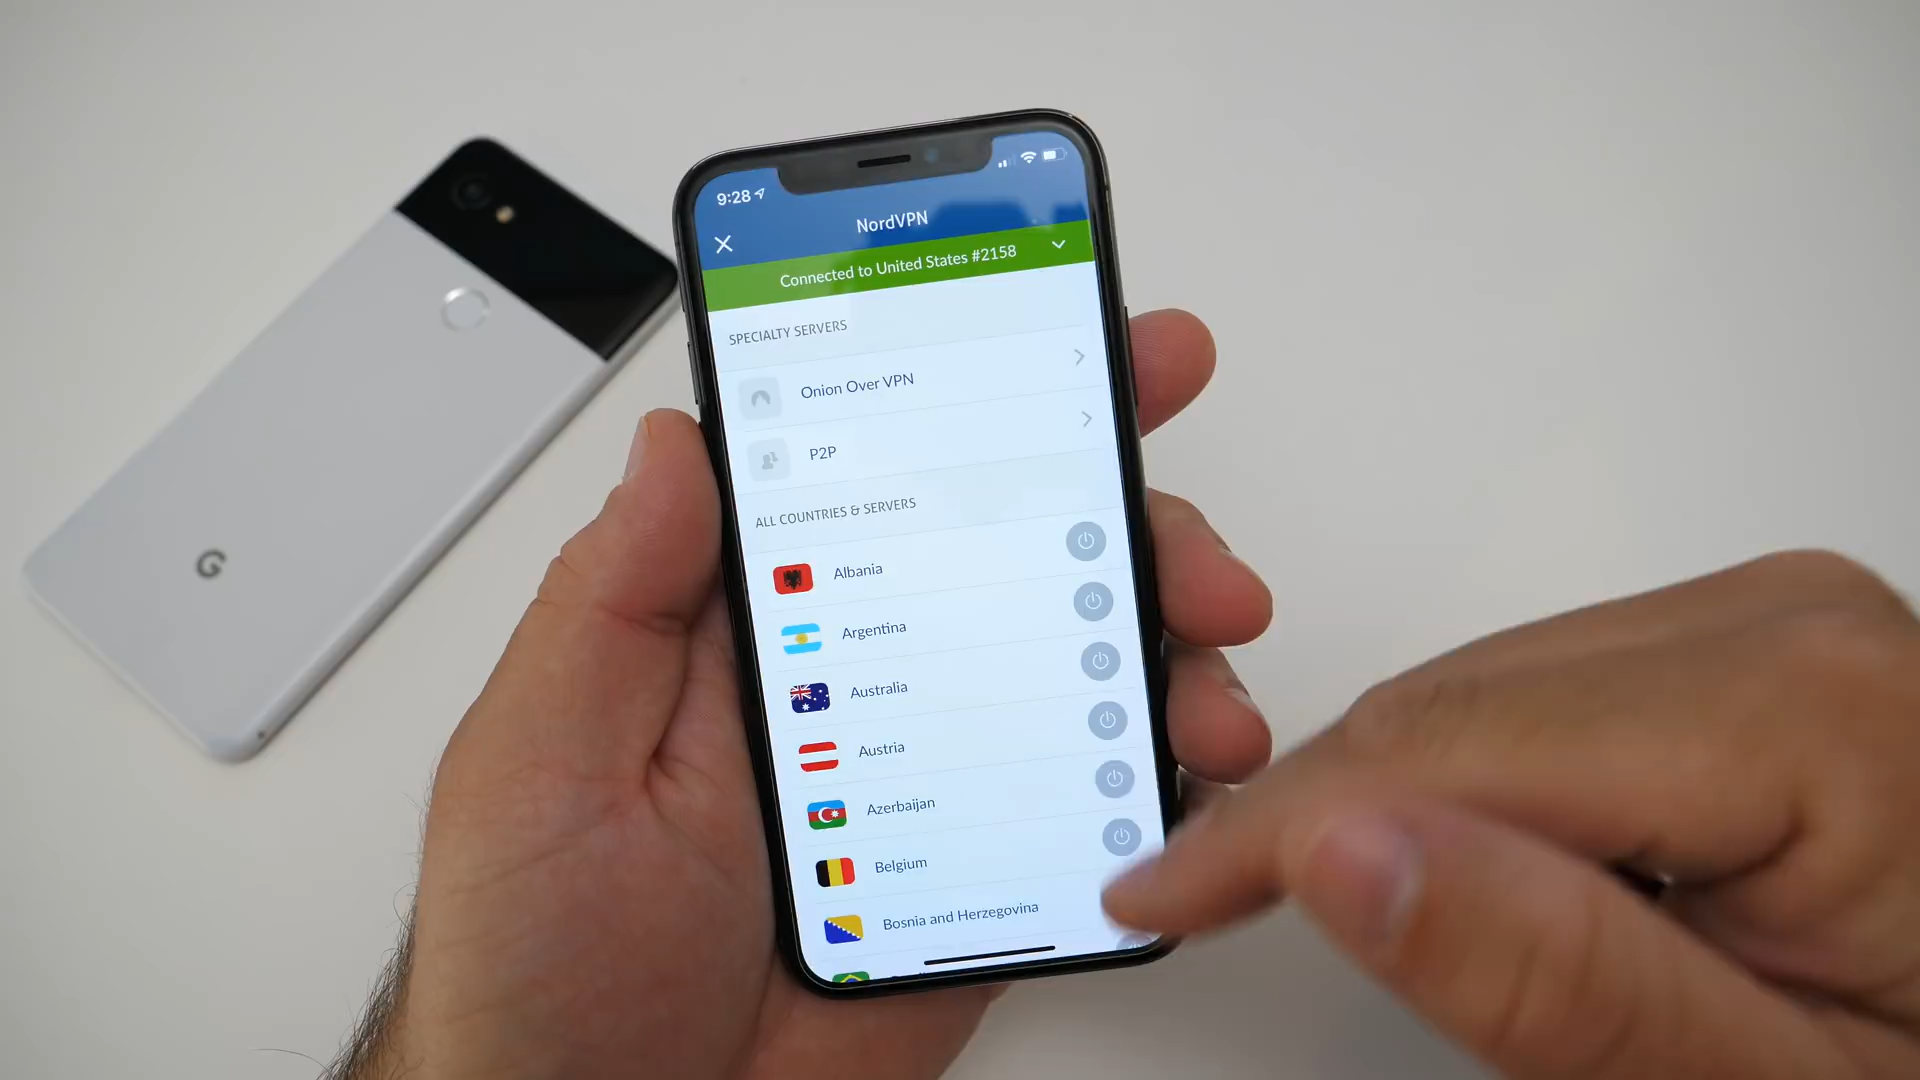 9:28
NordVPN
Connected to United States #2158
SPECIALTY SERVERS
Onion Over VPN
P2P
ALL COUNTRIES & SERVERS
Albania
Argentina
Australia
Austria
Azerbaijan
Belgium
Bosnia and Herzegovina
G